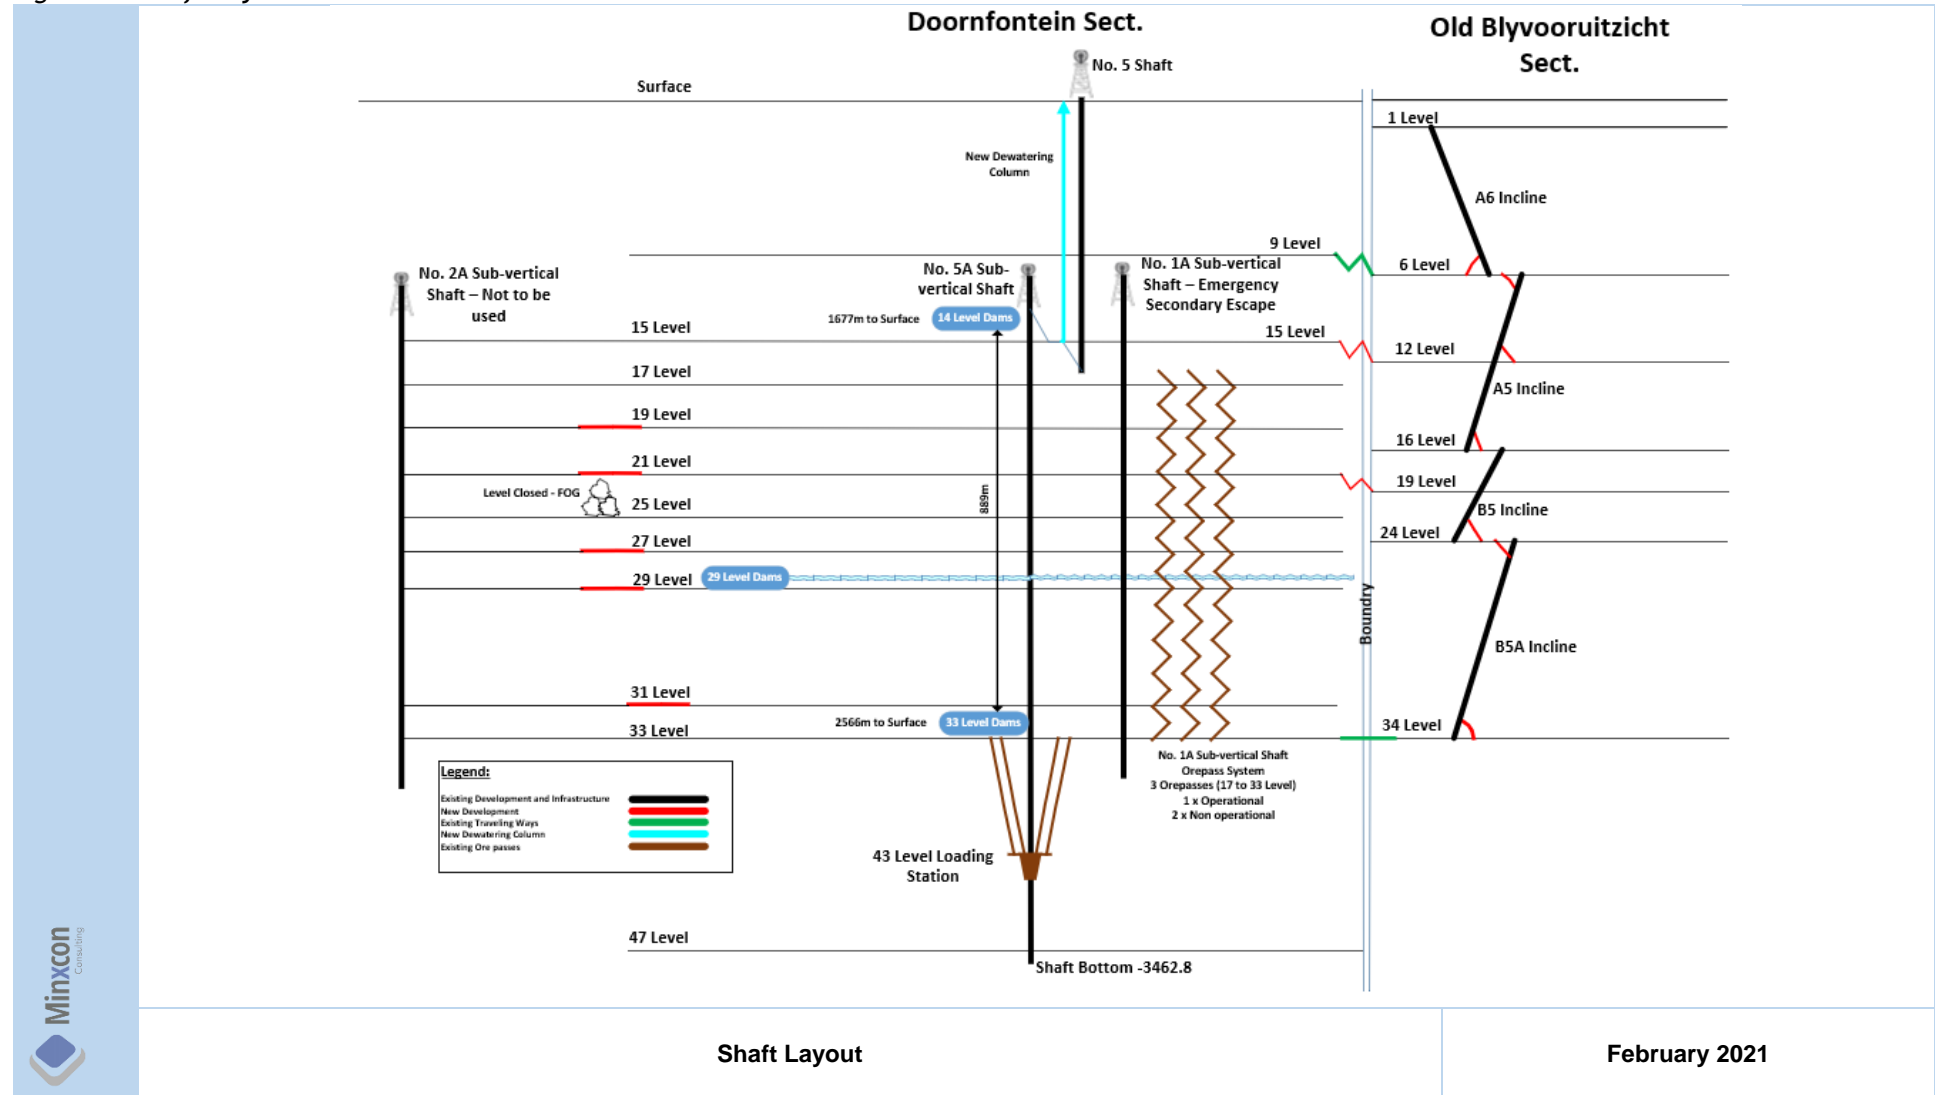 Doornfontein Sect.
Old Blyvooruitzicht
Sect.
No. 5 Shaft
Surface
1 Level
New Dewatering
Column
A6 Incline
9 Level
6 Level
No. 2A Sub-vertical
Shaft – Not to be
used
No. 5A Sub-
vertical Shaft
No. 1A Sub-vertical
Shaft – Emergency
Secondary Escape
1677m to Surface
14 Level Dams
15 Level
15 Level
12 Level
17 Level
A5 Incline
19 Level
16 Level
21 Level
19 Level
Level Closed - FOG
25 Level
889m
B5 Incline
24 Level
27 Level
29 Level
29 Level Dams
Boundry
B5A Incline
31 Level
2566m to Surface
33 Level Dams
33 Level
34 Level
No. 1A Sub-vertical Shaft
Orepass System
3 Orepasses (17 to 33 Level)
1 x Operational
2 x Non operational
Legend:
Existing Development and Infrastructure
New Development
Existing Traveling Ways
New Dewatering Column
Existing Ore passes
43 Level Loading
Station
47 Level
Shaft Bottom -3462.8
Minxcon
Consulting
Shaft Layout
February 2021